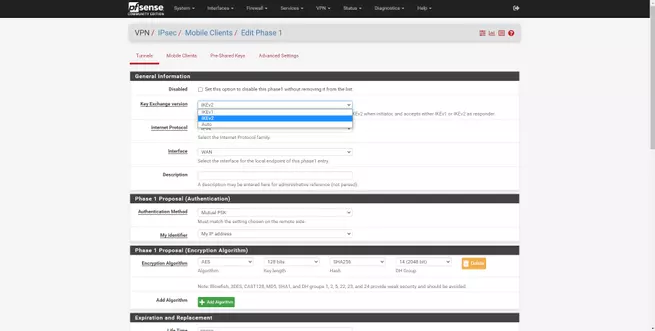 pfsense
COMMUNITY EDITION
System Interfaces Firewall Services VPN Status Diagnostics Help
VPN / IPsec / Mobile Clients / Edit Phase 1
Tunnels Mobile Clients Pre-Shared Keys Advanced Settings
General Information
Disabled Set this option to disable this phase1 without removing it from the list.
Key Exchange version IKEv2
IKEv1
IKEv2
Auto
when initiator, and accepts either IKEv1 or IKEv2 as responder.
Internet Protocol
Select the Internet Protocol family.
Interface WAN
Select the interface for the local endpoint of this phase1 entry.
Description
A description may be entered here for administrative reference (not parsed).
Phase 1 Proposal (Authentication)
Authentication Method Mutual PSK
Must match the setting chosen on the remote side.
My Identifier My IP address
Phase 1 Proposal (Encryption Algorithm)
Encryption Algorithm AES 128 bits SHA256 14 (2048 bit) Delete
Algorithm Key length Hash DH Group
Note: Blowfish, 3DES, CAST128, MD5, SHA1, and DH groups 1, 2, 5, 22, 23, and 24 provide weak security and should be avoided.
Add Algorithm Add Algorithm
Expiration and Replacement
Life Time